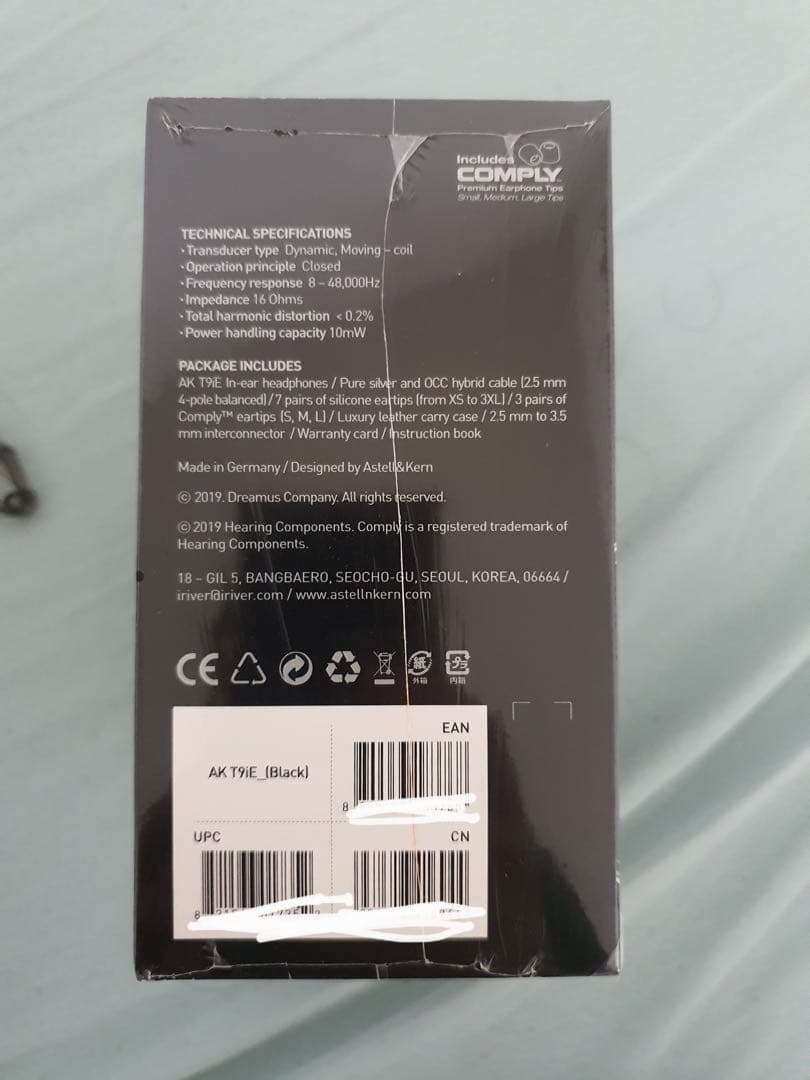 Includes
COMPLY™
Premium Earphone Tips
Small, Medium, Large Tips
TECHNICAL SPECIFICATIONS
·Transducer type Dynamic, Moving - coil
·Operation principle Closed
·Frequency response 8 – 48,000Hz
·Impedance 16 Ohms
·Total harmonic distortion < 0.2%
·Power handling capacity 10mW
PACKAGE INCLUDES
AK T9iE In-ear headphones / Pure silver and OCC hybrid cable (2.5 mm
4-pole balanced) / 7 pairs of silicone eartips (from XS to 3XL) / 3 pairs of
Comply™ eartips (S, M, L) / Luxury leather carry case / 2.5 mm to 3.5
mm interconnector / Warranty card / Instruction book
Made in Germany / Designed by Astell&Kern
© 2019. Dreamus Company. All rights reserved.
© 2019 Hearing Components. Comply is a registered trademark of
Hearing Components.
18 – GIL 5, BANGBAERO, SEOCHO-GU, SEOUL, KOREA, 06664 /
iriver@iriver.com / www.astellnkern.com
CE 紙 プラ
外箱 内箱
EAN
AK T9iE_(Black)
8
UPC CN
8